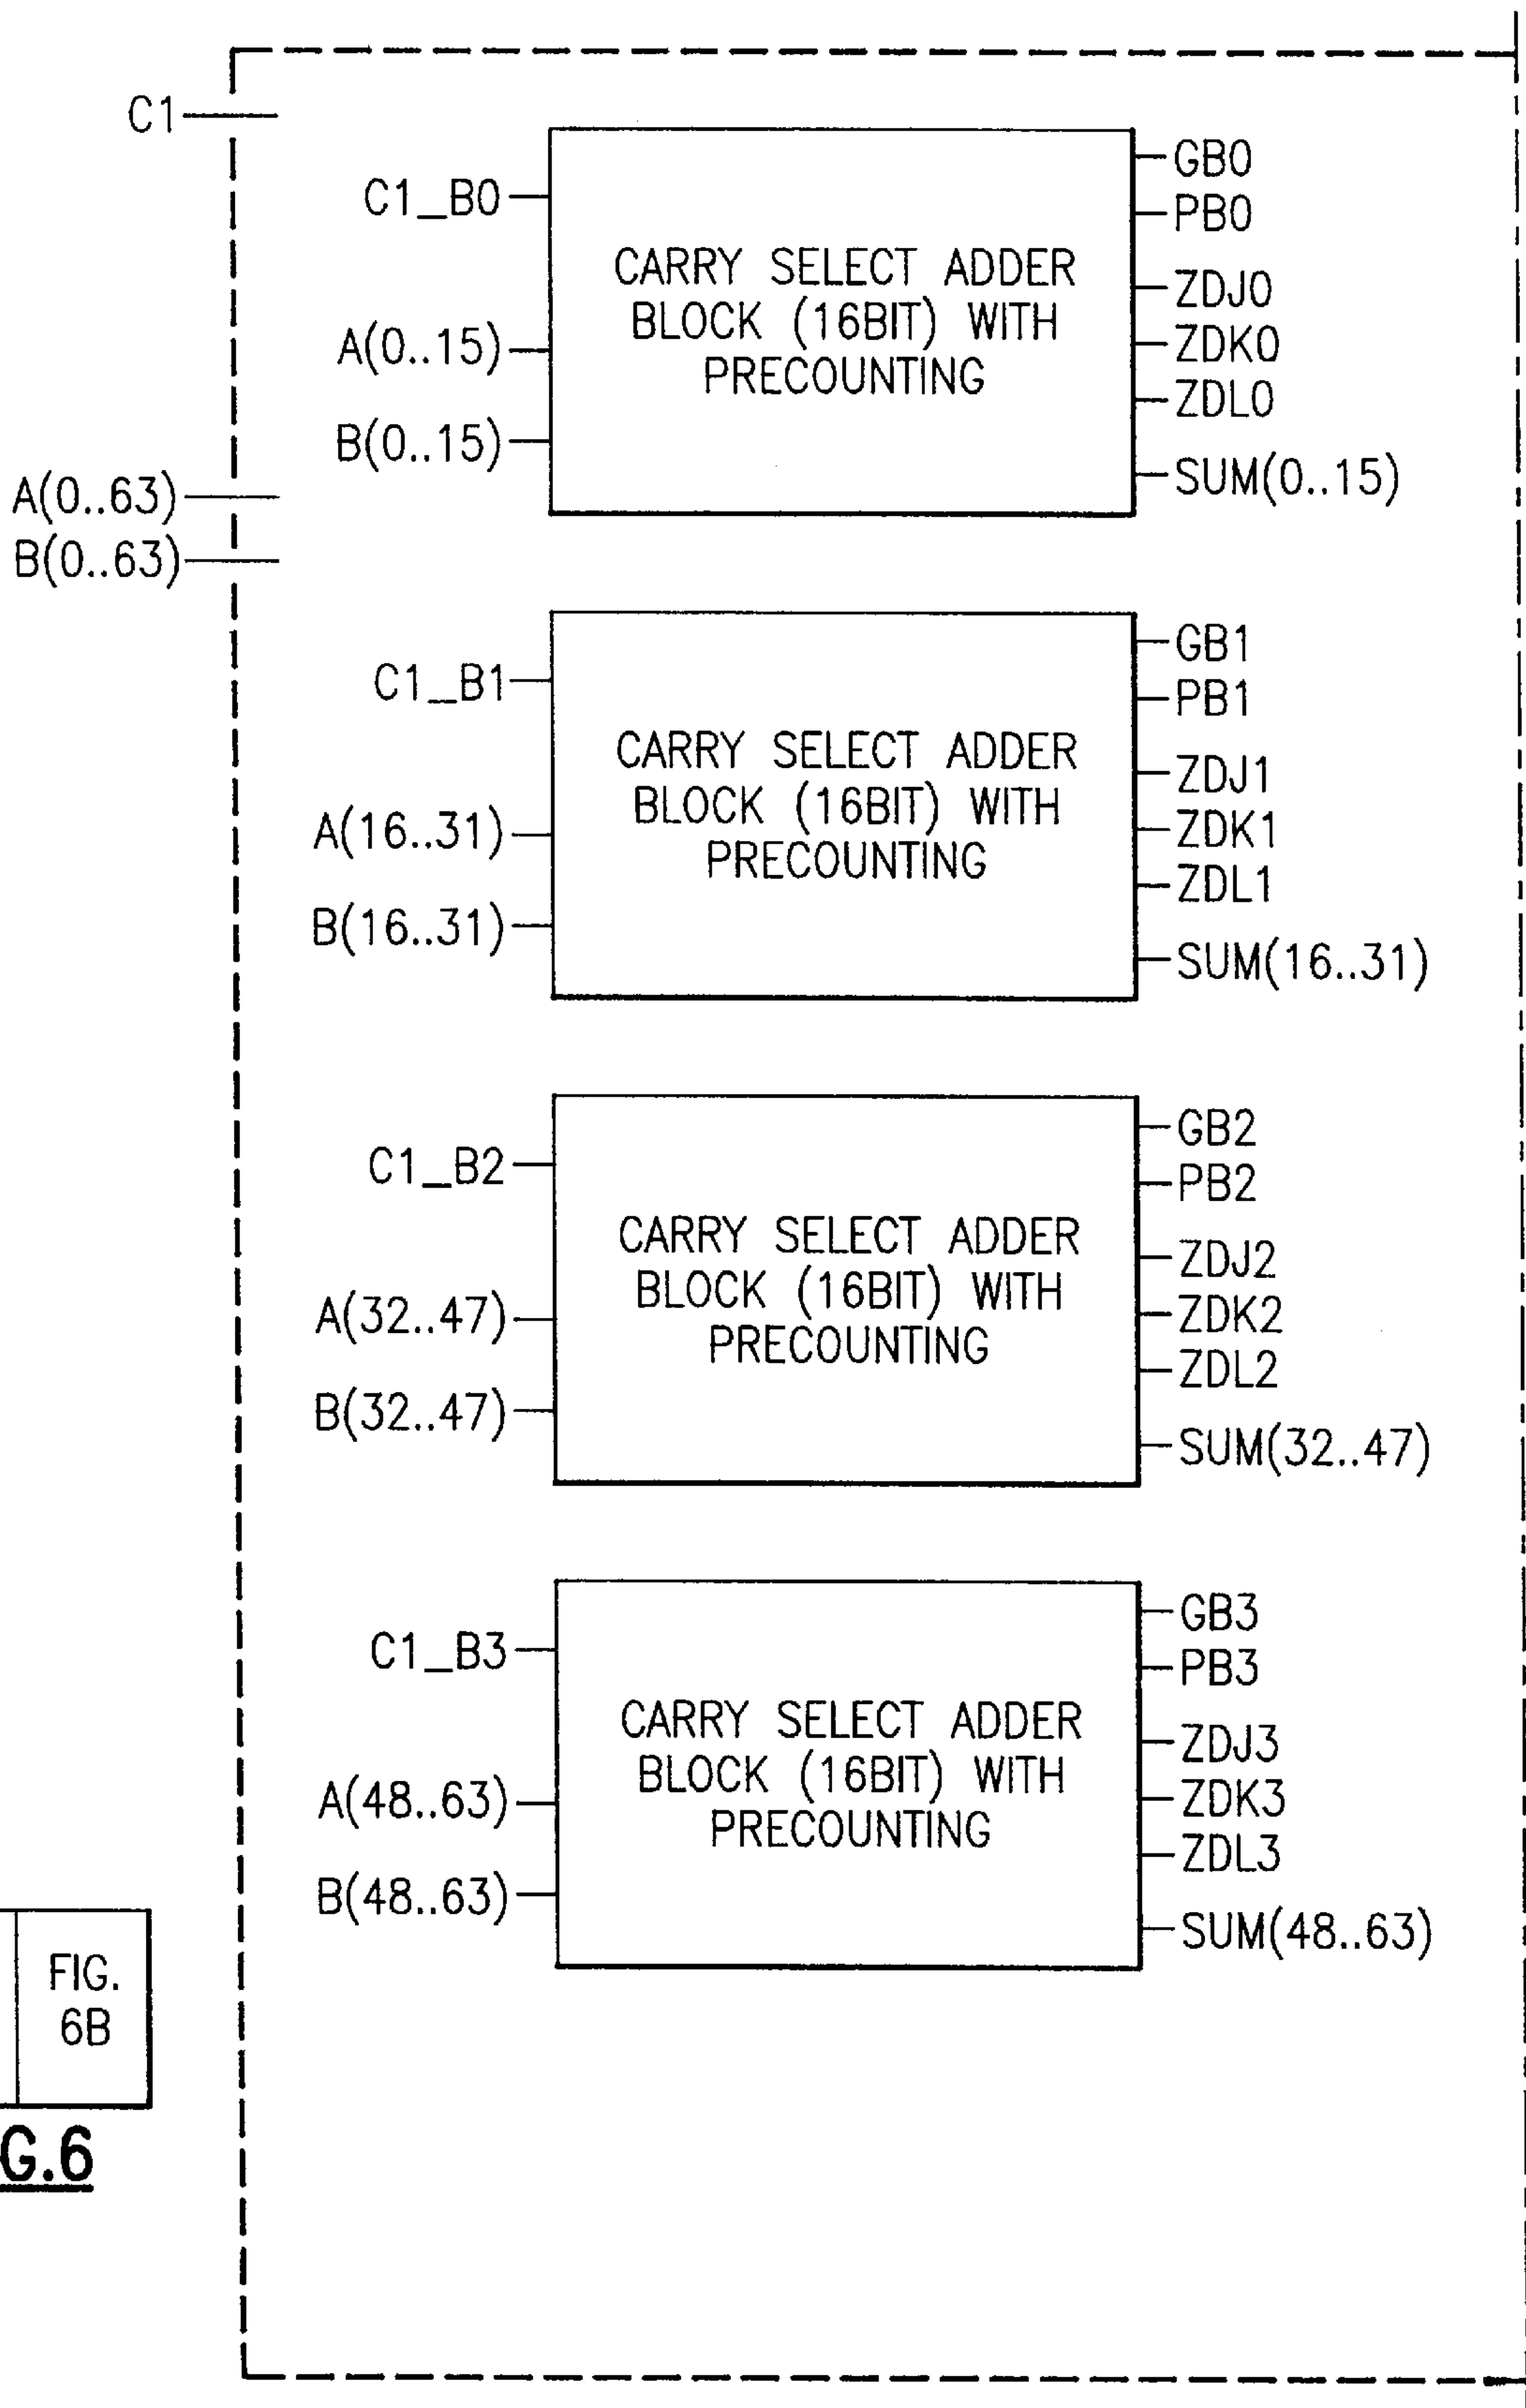 C1
A(0..63)
B(0..63)
C1_B0
A(0..15)
B(0..15)
CARRY SELECT ADDER
BLOCK (16BIT) WITH
PRECOUNTING
GB0
PB0
ZDJ0
ZDK0
ZDL0
SUM(0..15)
C1_B1
A(16..31)
B(16..31)
CARRY SELECT ADDER
BLOCK (16BIT) WITH
PRECOUNTING
GB1
PB1
ZDJ1
ZDK1
ZDL1
SUM(16..31)
C1_B2
A(32..47)
B(32..47)
CARRY SELECT ADDER
BLOCK (16BIT) WITH
PRECOUNTING
GB2
PB2
ZDJ2
ZDK2
ZDL2
SUM(32..47)
C1_B3
A(48..63)
B(48..63)
CARRY SELECT ADDER
BLOCK (16BIT) WITH
PRECOUNTING
GB3
PB3
ZDJ3
ZDK3
ZDL3
SUM(48..63)
FIG.
6B
G.6